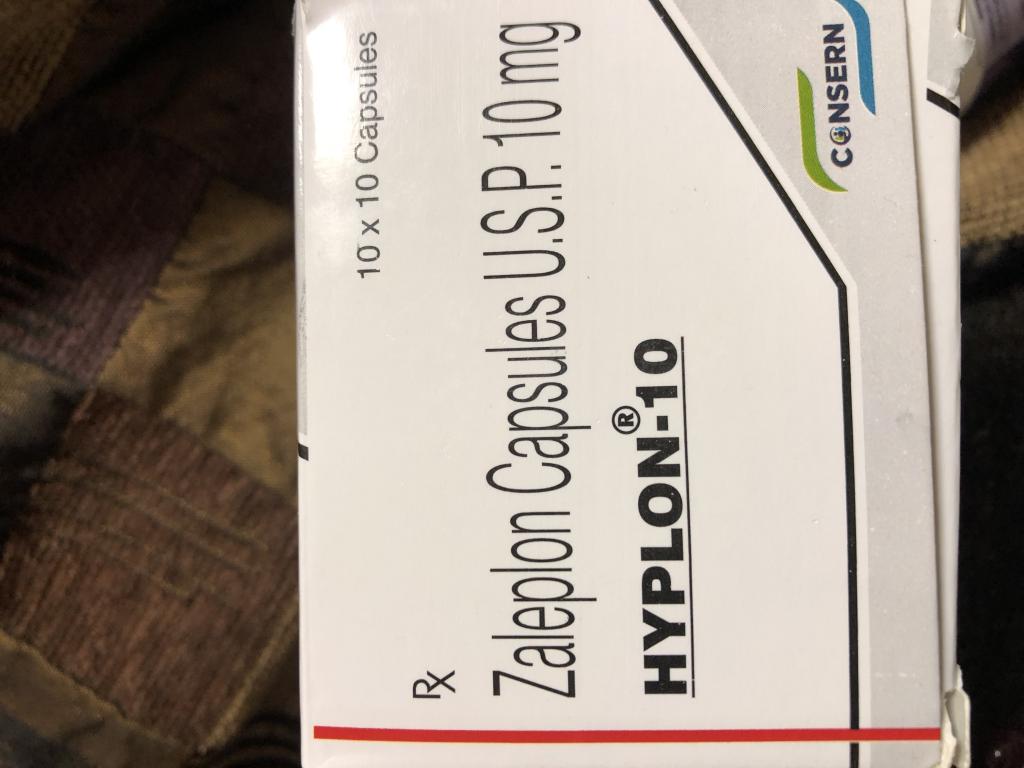 10 x 10 Capsules
Rx
Zaleplon Capsules U.S.P. 10 mg
HYPLON®-10
CONSERN